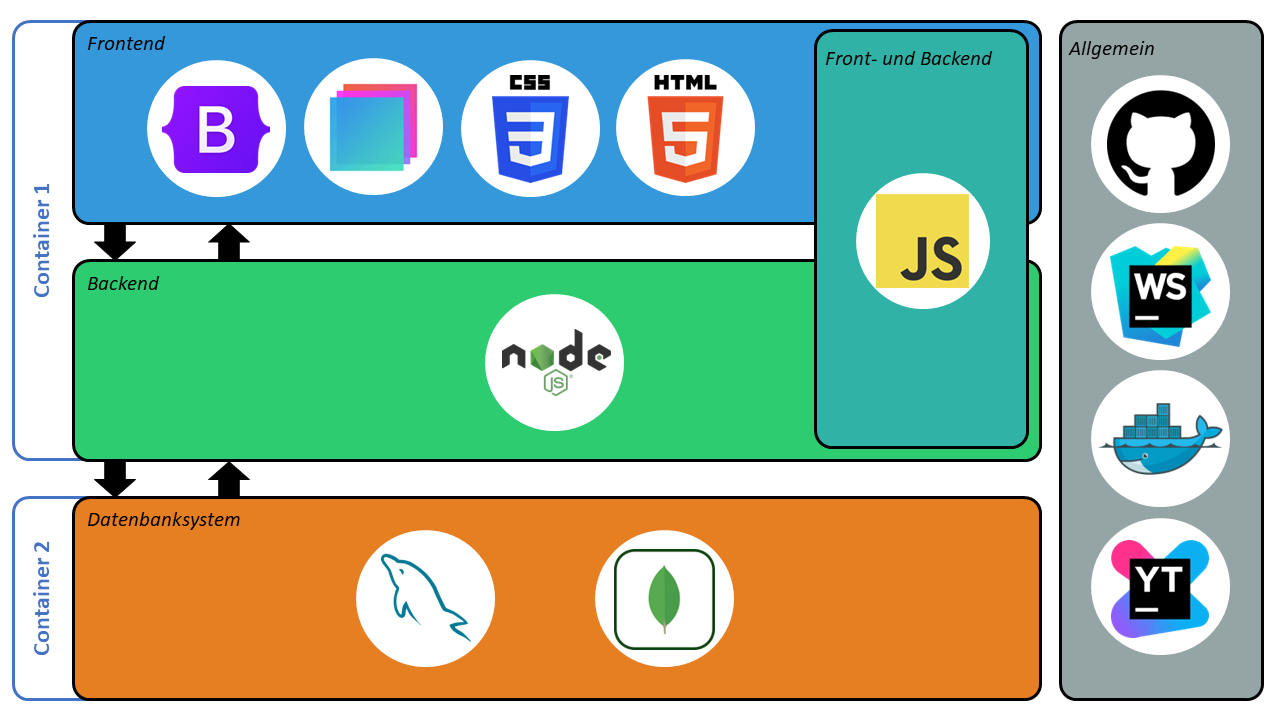 Frontend
Front- und Backend
Allgemein
B
CSS
3
HTML
5
JS
Container 1
WS
Backend
node
JS
Datenbanksystem
Container 2
YT